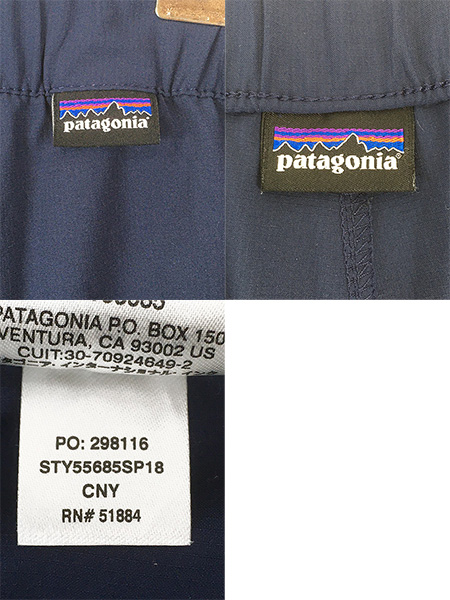 patagonia
patagonia®
PATAGONIA P.O. BOX 150
VENTURA, CA 93002 US
CUIT:30-70924649-2
PO: 298116
STY55685SP18
CNY
RN# 51884